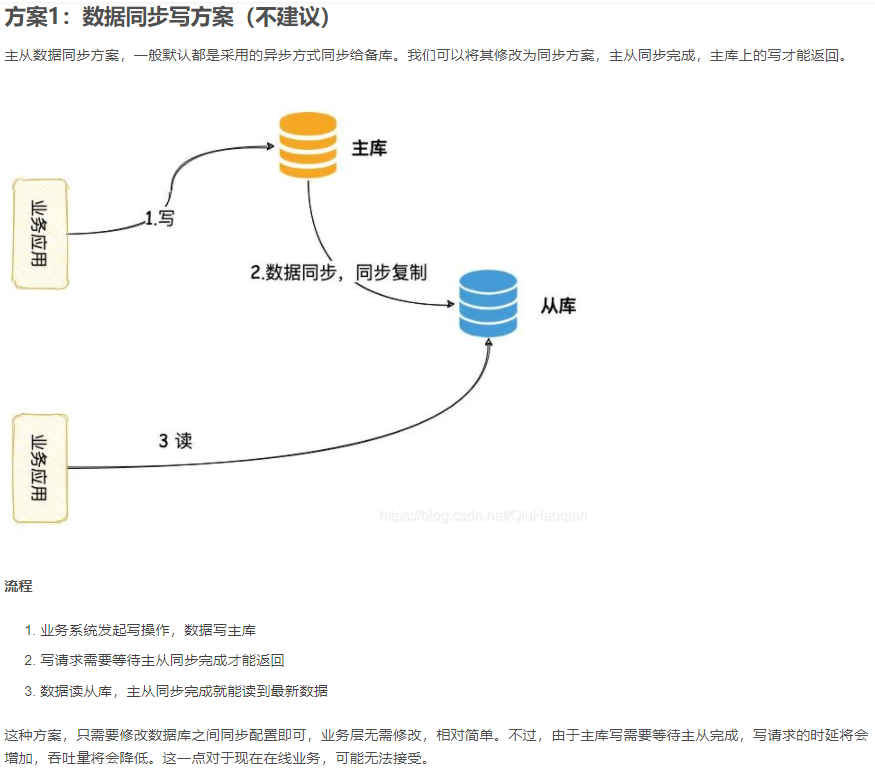 方案1：数据同步写方案（不建议）
主从数据同步方案，一般默认都是采用的异步方式同步给备库。我们可以将其修改为同步方案，主从同步完成，主库上的写才能返回。
主库
业务应用
1.写
2.数据同步，同步复制
从库
业务应用
3 读
https://blog.csdn.net/QiuHaoqian
流程
1. 业务系统发起写操作，数据写主库
2. 写请求需要等待主从同步完成才能返回
3. 数据读从库，主从同步完成就能读到最新数据
这种方案，只需要修改数据库之间同步配置即可，业务层无需修改，相对简单。不过，由于主库写需要等待主从完成，写请求的时延将会
增加，吞吐量将会降低。这一点对于现在在线业务，可能无法接受。